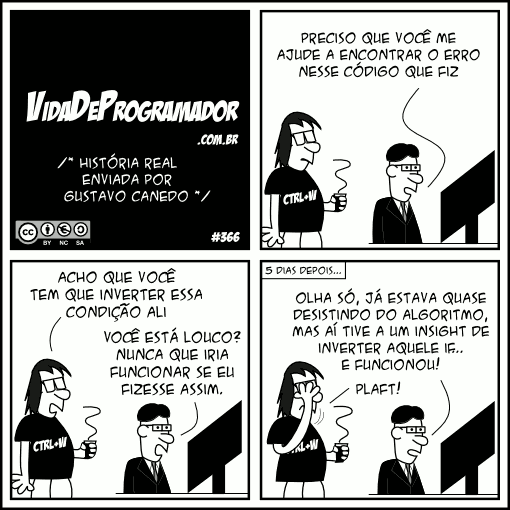 VIDADEPROGRAMADOR
.COM.BR
/* HISTÓRIA REAL
ENVIADA POR
GUSTAVO CANEDO */
cc
BY NC SA
#366
PRECISO QUE VOCÊ ME
AJUDE A ENCONTRAR O ERRO
NESSE CÓDIGO QUE FIZ
CTRL+W
ACHO QUE VOCÊ
TEM QUE INVERTER ESSA
CONDIÇÃO ALI
VOCÊ ESTÁ LOUCO?
NUNCA QUE IRIA
FUNCIONAR SE EU
FIZESSE ASSIM.
CTRL+W
5 DIAS DEPOIS...
OLHA SÓ, JÁ ESTAVA QUASE
DESISTINDO DO ALGORITMO,
MAS AÍ TIVE A UM INSIGHT DE
INVERTER AQUELE IF..
E FUNCIONOU!
PLAFT!
CTRL+W